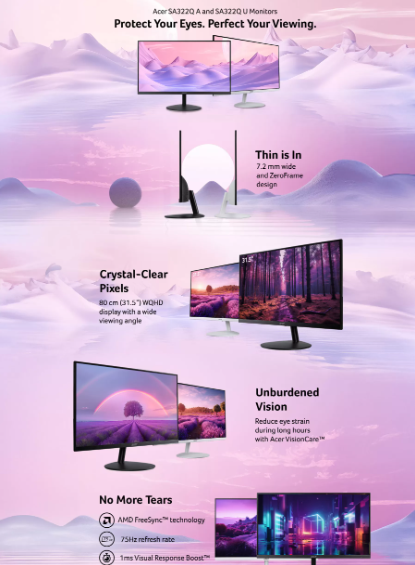 Acer SA322Q A and SA322Q U Monitors
Protect Your Eyes. Perfect Your Viewing.
Thin is In
7.2 mm wide
and ZeroFrame
design
31.5"
Crystal-Clear
Pixels
80 cm (31.5") WQHD
display with a wide
viewing angle
Unburdened
Vision
Reduce eye strain
during long hours
with Acer VisionCare™
No More Tears
AMD FreeSync™ technology
75Hz refresh rate
1ms Visual Response Boost™